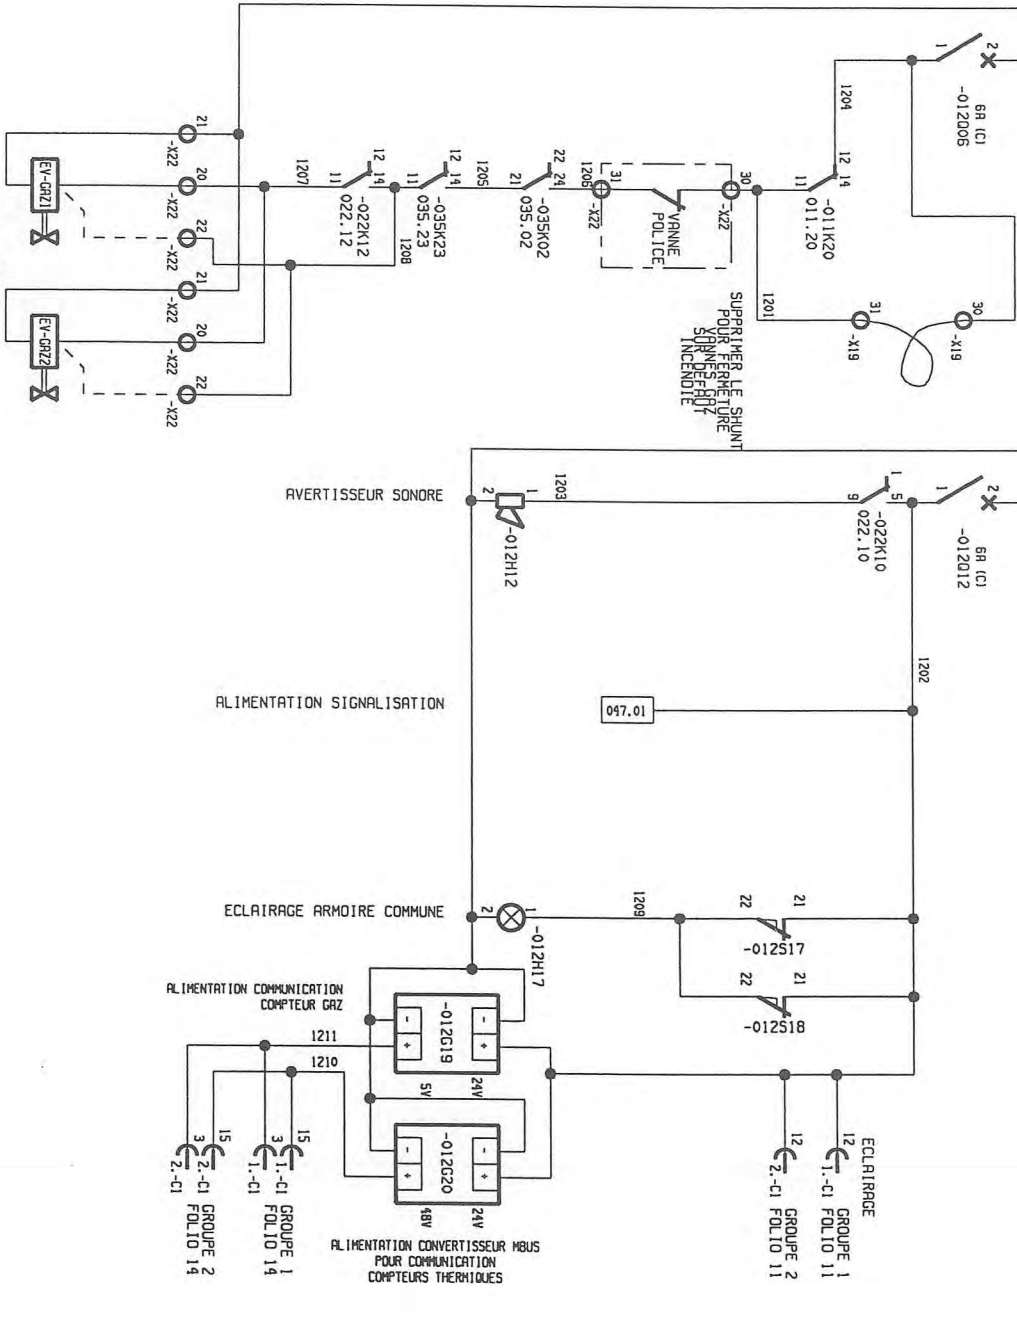 2
1
6A (C)
-012Q06
1204
12
14
11
-011K20
011.20
30
-X19
31
-X19
1201
30
-X22
VANNE
POLICE
31
-X22
1206
22
24
21
-035K02
035.02
1205
12
14
11
-035K23
035.23
1208
12
14
11
-022K12
022.12
1207
21
-X22
20
-X22
22
-X22
21
-X22
20
-X22
22
-X22
EV-GAZ1
EV-GAZ2
SUPPRIMER LE SHUNT
POUR FERMETURE
VANNES GAZ
SUR DEFAUT
INCENDIE
2
1
6A (C)
-012Q12
1
5
9
-022K10
022.10
1203
1
2
-012H12
AVERTISSEUR SONORE
1202
ALIMENTATION SIGNALISATION
047.01
ECLAIRAGE ARMOIRE COMMUNE
2
1
-012H17
1209
22
21
-012S17
22
21
-012S18
ALIMENTATION COMMUNICATION
COMPTEUR GAZ
-
-012G19
-
+
+
5V
24V
1211
1210
-
-012G20
-
+
+
48V
24V
ALIMENTATION CONVERTISSEUR MBUS
POUR COMMUNICATION
COMPTEURS THERMIQUES
3
2.-C1
15
2.-C1
GROUPE 2
FOLIO 14
3
1.-C1
15
1.-C1
GROUPE 1
FOLIO 14
12
2.-C1
GROUPE 2
FOLIO 11
12
1.-C1
GROUPE 1
FOLIO 11
ECLAIRAGE